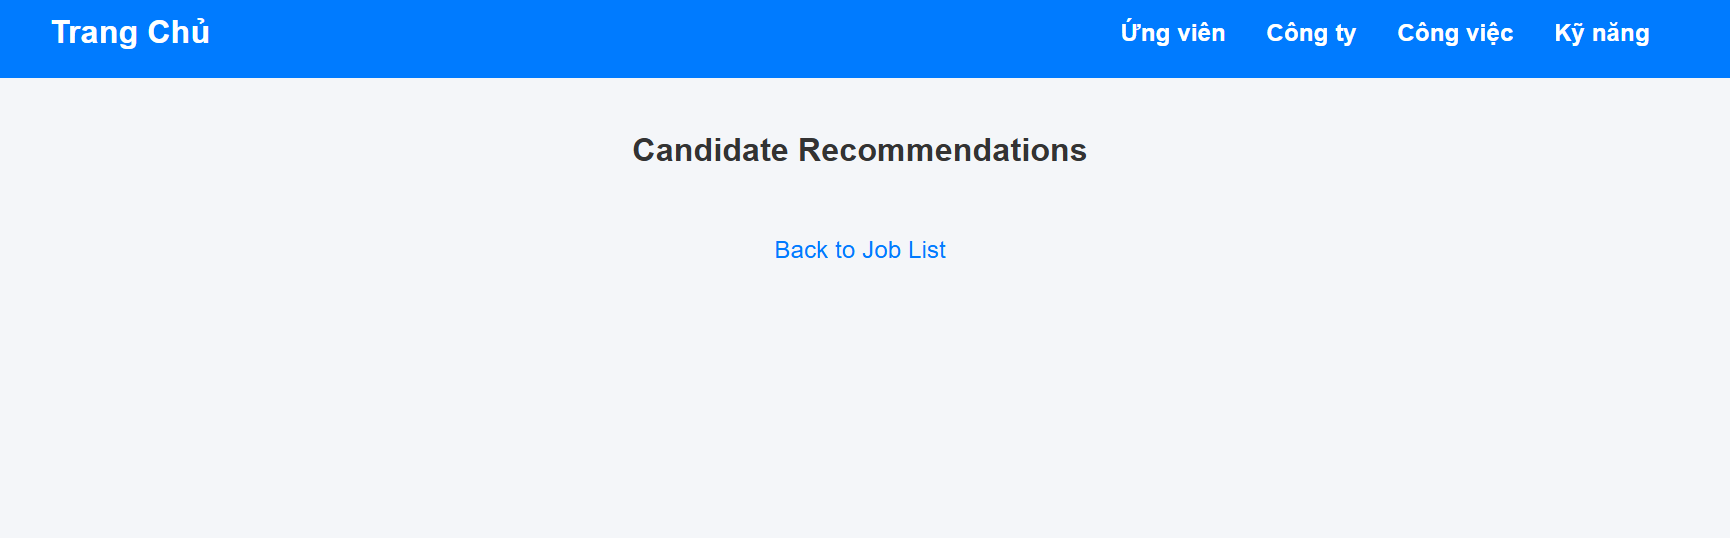 Trang Chủ
Ứng viên Công ty Công việc Kỹ năng
Candidate Recommendations
Back to Job List